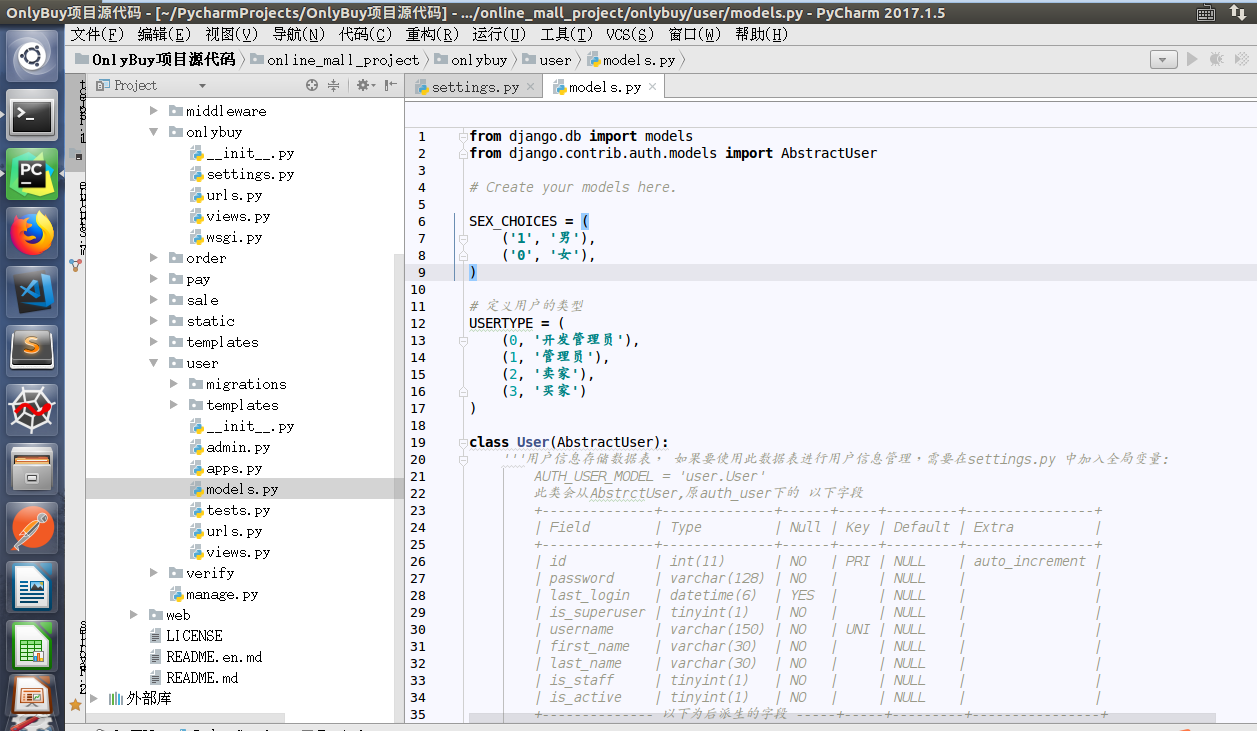 OnlyBuy项目源代码 - [~/PycharmProjects/OnlyBuy项目源代码] - .../online_mall_project/onlybuy/user/models.py - PyCharm 2017.1.5
文件(F) 编辑(E) 视图(V) 导航(N) 代码(C) 重构(R) 运行(U) 工具(T) VCS(S) 窗口(W) 帮助(H)
OnlyBuy项目源代码 online_mall_project onlybuy user models.py
Project
settings.py
models.py
middleware
onlybuy
__init__.py
settings.py
urls.py
views.py
wsgi.py
order
pay
sale
static
templates
user
migrations
templates
__init__.py
admin.py
apps.py
models.py
tests.py
urls.py
views.py
verify
manage.py
web
LICENSE
README.en.md
README.md
外部库
1 from django.db import models
2 from django.contrib.auth.models import AbstractUser
3
4 # Create your models here.
5
6 SEX_CHOICES = (
7 ('1', '男'),
8 ('0', '女'),
9 )
10
11 # 定义用户的类型
12 USERTYPE = (
13 (0, '开发管理员'),
14 (1, '管理员'),
15 (2, '卖家'),
16 (3, '买家')
17 )
18
19 class User(AbstractUser):
20 '''用户信息存储数据表， 如果要使用此数据表进行用户信息管理，需要在settings.py 中加入全局变量:
21 AUTH_USER_MODEL = 'user.User'
22 此类会从AbstrctUser,原auth_user下的 以下字段
23 +--------------+--------------+------+-----+---------+----------------+
24 | Field | Type | Null | Key | Default | Extra |
25 +--------------+--------------+------+-----+---------+----------------+
26 | id | int(11) | NO | PRI | NULL | auto_increment |
27 | password | varchar(128) | NO | | NULL | |
28 | last_login | datetime(6) | YES | | NULL | |
29 | is_superuser | tinyint(1) | NO | | NULL | |
30 | username | varchar(150) | NO | UNI | NULL | |
31 | first_name | varchar(30) | NO | | NULL | |
32 | last_name | varchar(30) | NO | | NULL | |
33 | is_staff | tinyint(1) | NO | | NULL | |
34 | is_active | tinyint(1) | NO | | NULL | |
35 +-------------- 以下为后派生的字段 -----+-----+---------+----------------+